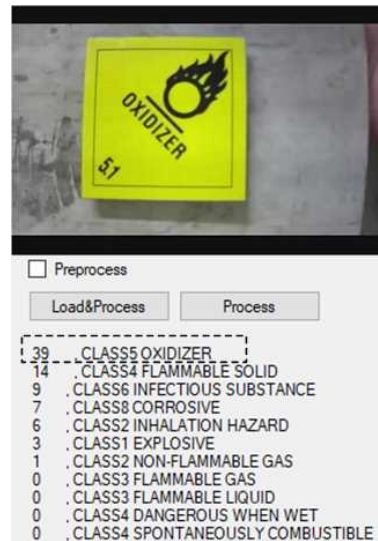 OXIDIZER
5.1
Preprocess
Load&Process Process
39 , CLASS5 OXIDIZER
14 , CLASS4 FLAMMABLE SOLID
9 , CLASS6 INFECTIOUS SUBSTANCE
7 , CLASS8 CORROSIVE
6 , CLASS2 INHALATION HAZARD
3 , CLASS1 EXPLOSIVE
1 , CLASS2 NON-FLAMMABLE GAS
0 , CLASS3 FLAMMABLE GAS
0 , CLASS3 FLAMMABLE LIQUID
0 , CLASS4 DANGEROUS WHEN WET
0 , CLASS4 SPONTANEOUSLY COMBUSTIBLE